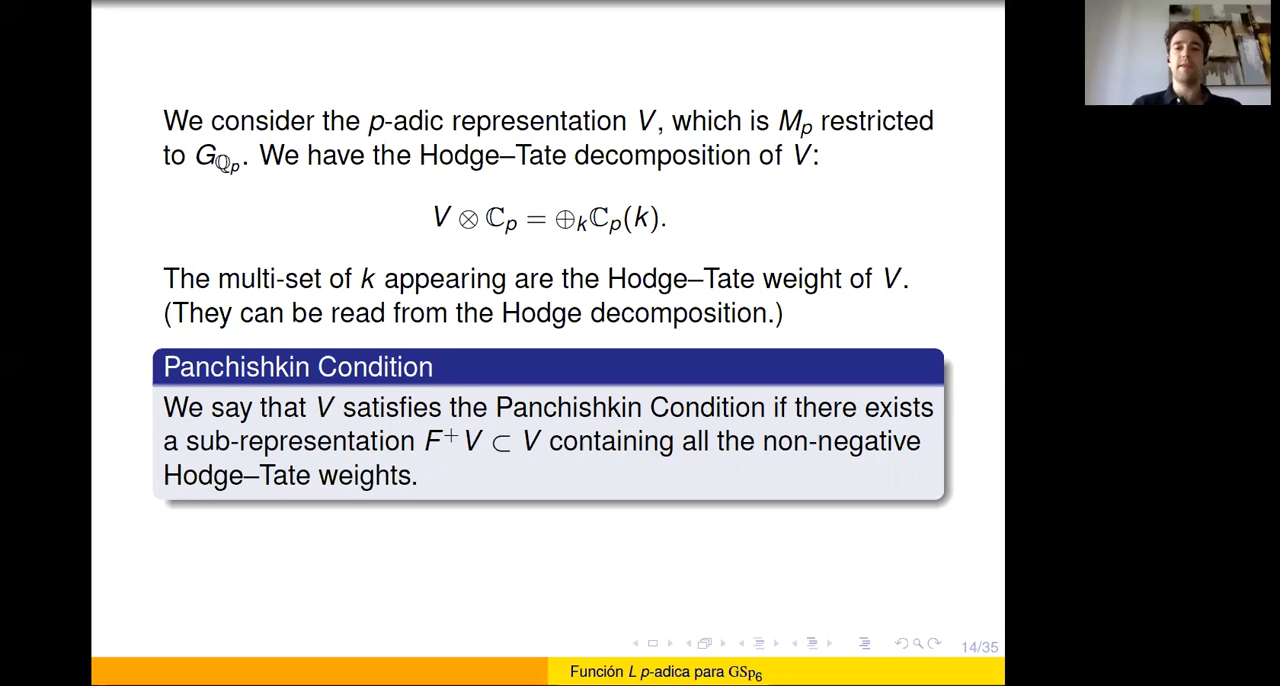 We consider the p-adic representation V, which is M_p restricted
to G_{ℚ_p}. We have the Hodge–Tate decomposition of V:
V ⊗ ℂ_p = ⊕_k ℂ_p(k).
The multi-set of k appearing are the Hodge–Tate weight of V.
(They can be read from the Hodge decomposition.)
Panchishkin Condition
We say that V satisfies the Panchishkin Condition if there exists
a sub-representation F⁺V ⊂ V containing all the non-negative
Hodge–Tate weights.
14/35
Función L p-adica para GSp₆